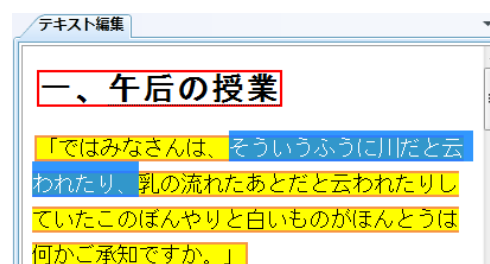 テキスト編集
一、午后の授業
「ではみなさんは、そういうふうに川だと云
われたり、乳の流れたあとだと云われたりし
ていたこのぼんやりと白いものがほんとうは
何かご承知ですか。」